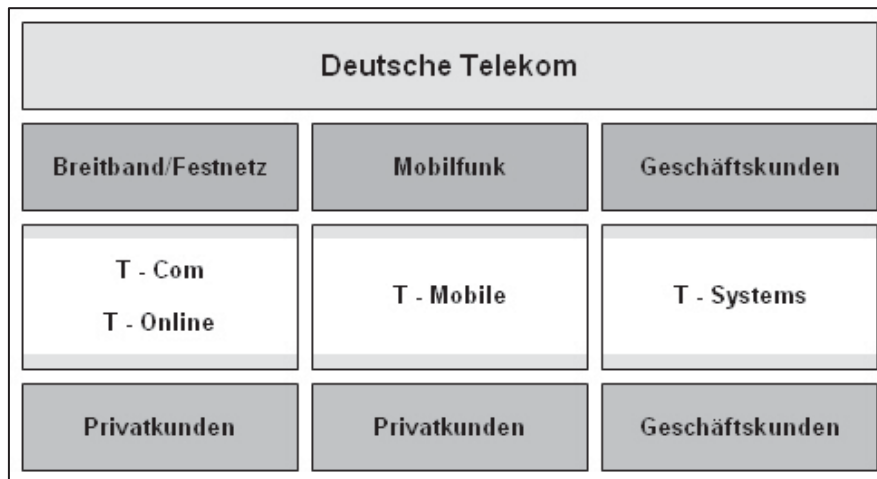 Deutsche Telekom
Breitband/Festnetz
Mobilfunk
Geschäftskunden
T - Com
T - Online
T - Mobile
T - Systems
Privatkunden
Privatkunden
Geschäftskunden